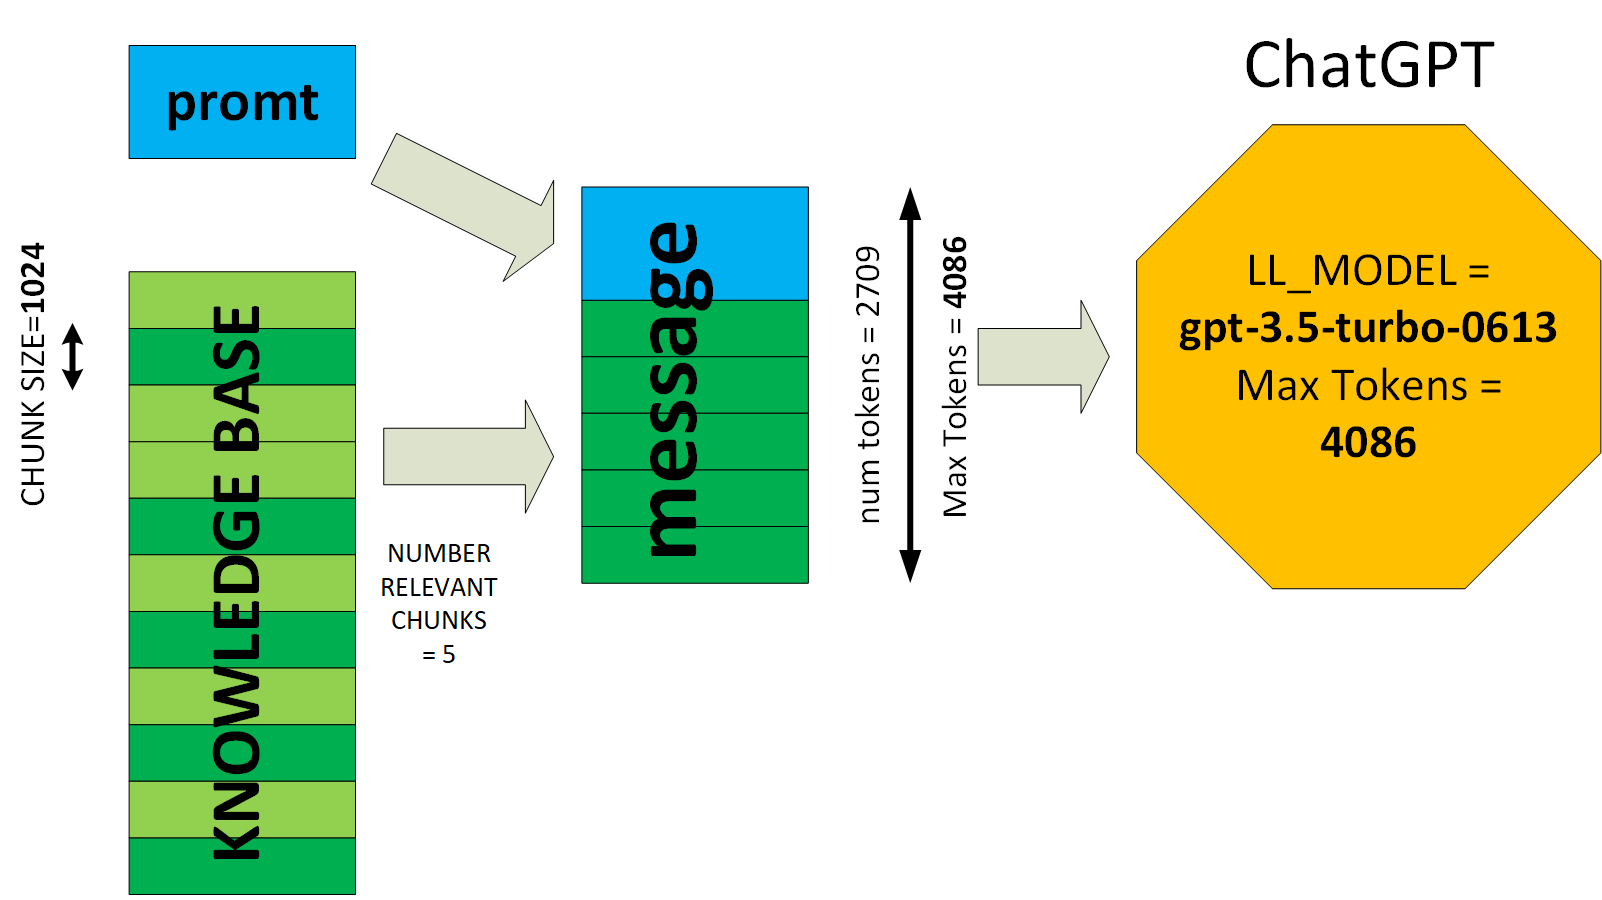 promt
CHUNK SIZE=1024
KNOWLEDGE BASE
NUMBER
RELEVANT
CHUNKS
= 5
message
num tokens = 2709
Max Tokens = 4086
ChatGPT
LL_MODEL =
gpt-3.5-turbo-0613
Max Tokens =
4086